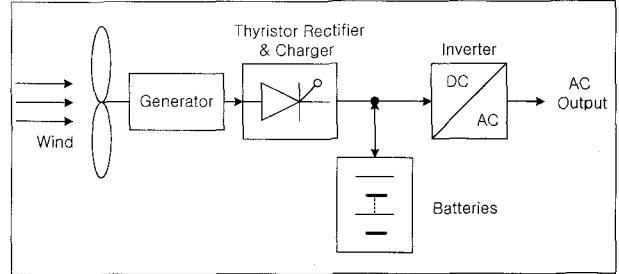 Thyristor Rectifier
& Charger
Inverter
Generator
DC
AC
AC
Output
Wind
Batteries